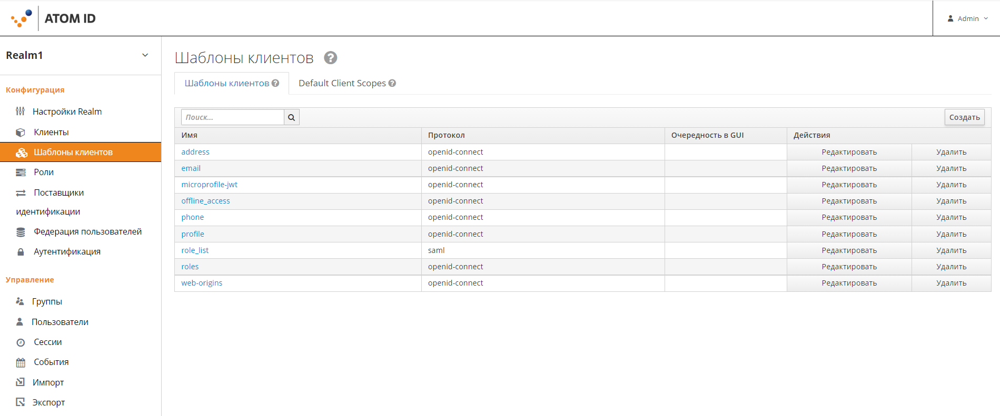 ATOM ID
Admin
Realm1
Конфигурация
Настройки Realm
Клиенты
Шаблоны клиентов
Роли
Поставщики
идентификации
Федерация пользователей
Аутентификация
Управление
Группы
Пользователи
Сессии
События
Импорт
Экспорт
Шаблоны клиентов
Шаблоны клиентов Default Client Scopes
Поиск... Создать
Имя Протокол Очередность в GUI Действия
address openid-connect Редактировать Удалить
email openid-connect Редактировать Удалить
microprofile-jwt openid-connect Редактировать Удалить
offline_access openid-connect Редактировать Удалить
phone openid-connect Редактировать Удалить
profile openid-connect Редактировать Удалить
role_list saml Редактировать Удалить
roles openid-connect Редактировать Удалить
web-origins openid-connect Редактировать Удалить